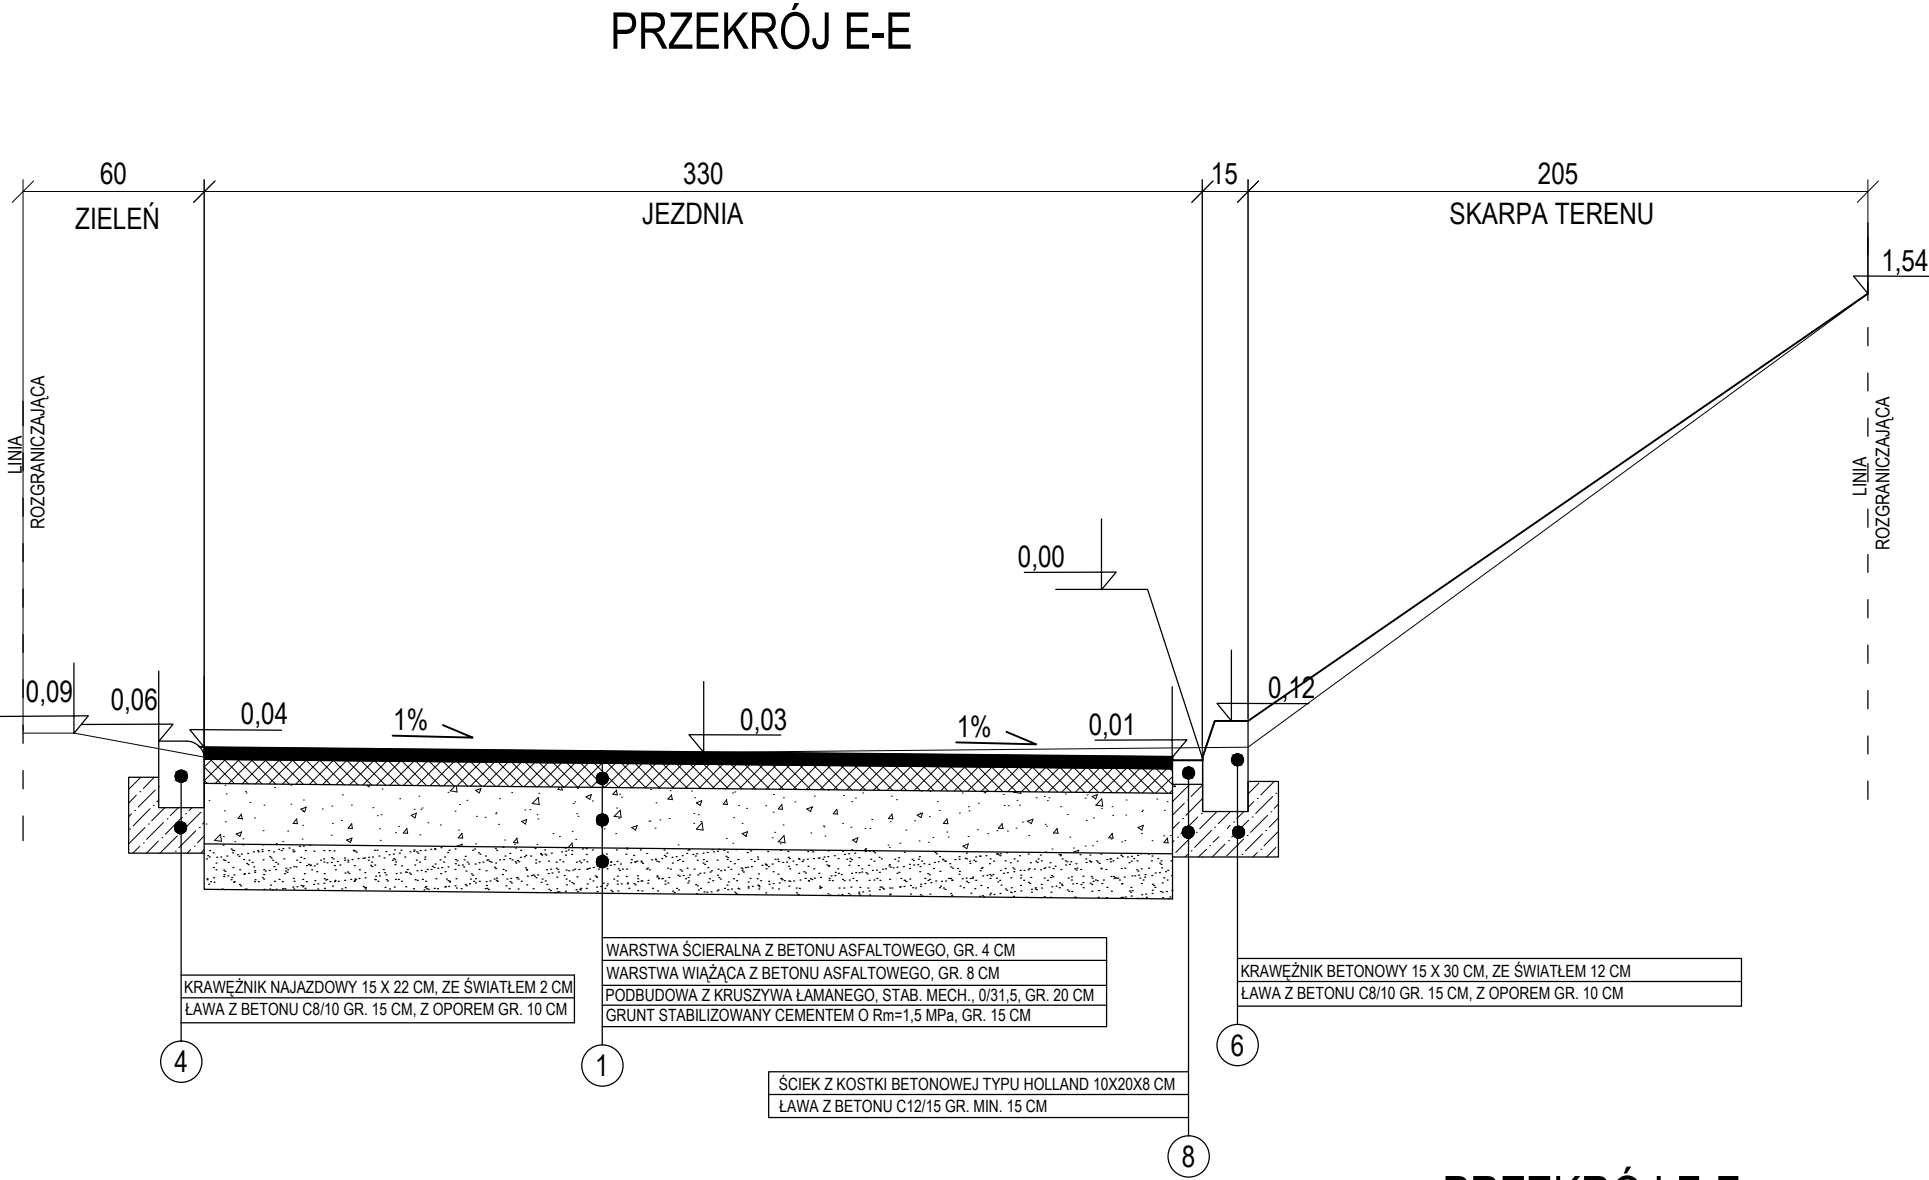 PRZEKRÓJ E-E
60
330
15
205
ZIELEŃ
JEZDNIA
SKARPA TERENU
1,54
LINIA
ROZGRANICZAJĄCA
LINIA
ROZGRANICZAJĄCA
0,00
0,09
0,06
0,04
1%
0,03
1%
0,01
0,12
WARSTWA ŚCIERALNA Z BETONU ASFALTOWEGO, GR. 4 CM
WARSTWA WIĄŻĄCA Z BETONU ASFALTOWEGO, GR. 8 CM
PODBUDOWA Z KRUSZYWA ŁAMANEGO, STAB. MECH., 0/31,5, GR. 20 CM
GRUNT STABILIZOWANY CEMENTEM O Rm=1,5 MPa, GR. 15 CM
KRAWĘŻNIK NAJAZDOWY 15 X 22 CM, ZE ŚWIATŁEM 2 CM
ŁAWA Z BETONU C8/10 GR. 15 CM, Z OPOREM GR. 10 CM
KRAWĘŻNIK BETONOWY 15 X 30 CM, ZE ŚWIATŁEM 12 CM
ŁAWA Z BETONU C8/10 GR. 15 CM, Z OPOREM GR. 10 CM
4
1
6
ŚCIEK Z KOSTKI BETONOWEJ TYPU HOLLAND 10X20X8 CM
ŁAWA Z BETONU C12/15 GR. MIN. 15 CM
8